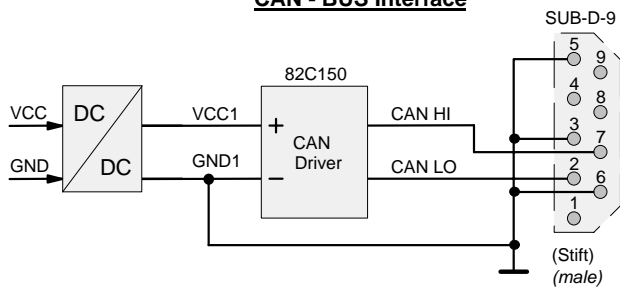 CAN - BUS Interface
SUB-D-9
82C150
VCC
GND
DC
DC
VCC1
GND1
+
-
CAN
Driver
CAN HI
CAN LO
5
9
4
8
3
7
2
6
1
(Stift)
(male)